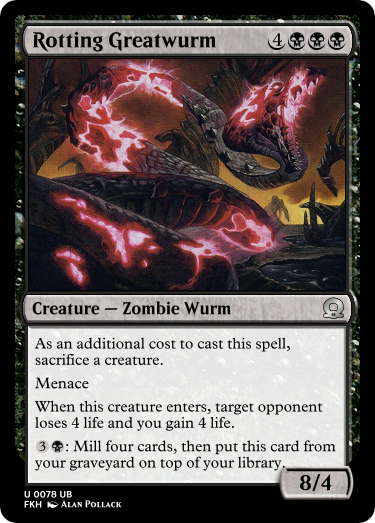 Rotting Greatwurm 4
Creature — Zombie Wurm
As an additional cost to cast this spell,
sacrifice a creature.
Menace
When this creature enters, target opponent
loses 4 life and you gain 4 life.
3 : Mill four cards, then put this card from
your graveyard on top of your library.
8/4
U 0078 UB
FKH Alan Pollack